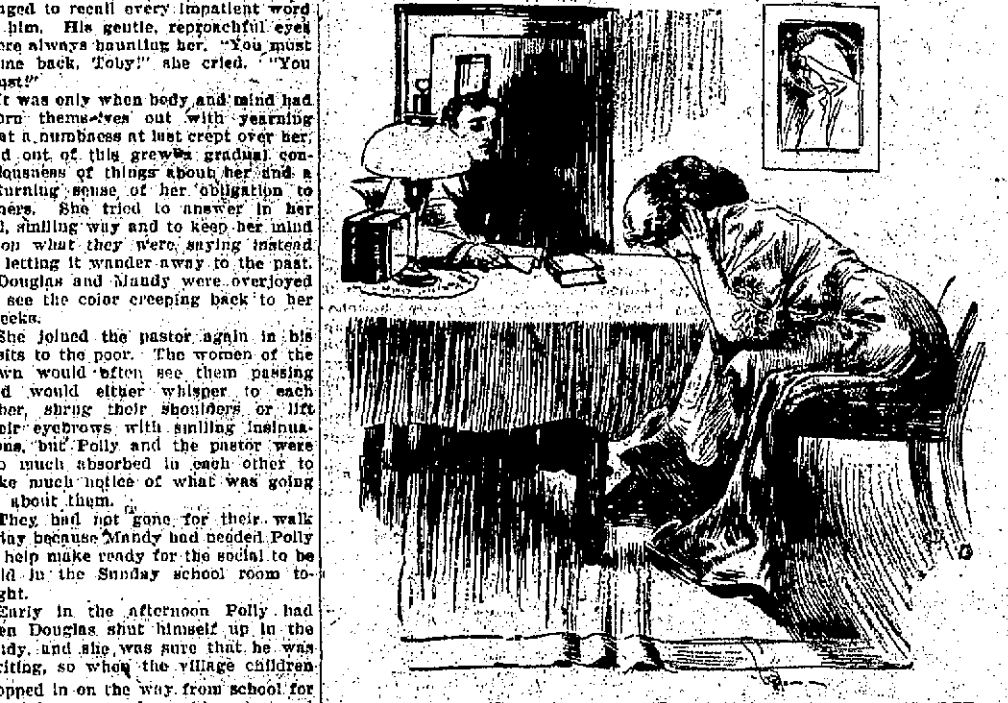 nged to recall every impatient word
him. His gentle, reproachful eyes
ere always haunting her. "You must
me back, Toby!" she cried. "You
ust!"
It was only when body and mind had
orn themselves out with yearning
at a numbness at last crept over her,
d out of this grew a gradual con-
iousness of things about her and a
turning sense of her obligation to
hers. She tried to answer in her
d, smiling way and to keep her mind
on what they were saying instead
letting it wander away to the past.
Douglas and Mandy were overjoyed
see the color creeping back to her
eeks.
She joined the pastor again in his
sits to the poor. The women of the
wn would often see them passing
d would either whisper to each
her, shrug their shoulders or lift
eir eyebrows with smiling insinua-
ons, but Polly and the pastor were
o much absorbed in each other to
ke much notice of what was going
about them.
They had not gone for their walk
day because Mandy had needed Polly
help make ready for the social to be
ld in the Sunday school room to-
ght.
Early in the afternoon Polly had
en Douglas shut himself up in the
udy, and she was sure that he was
riting, so when the village children
opped in on the way from school for